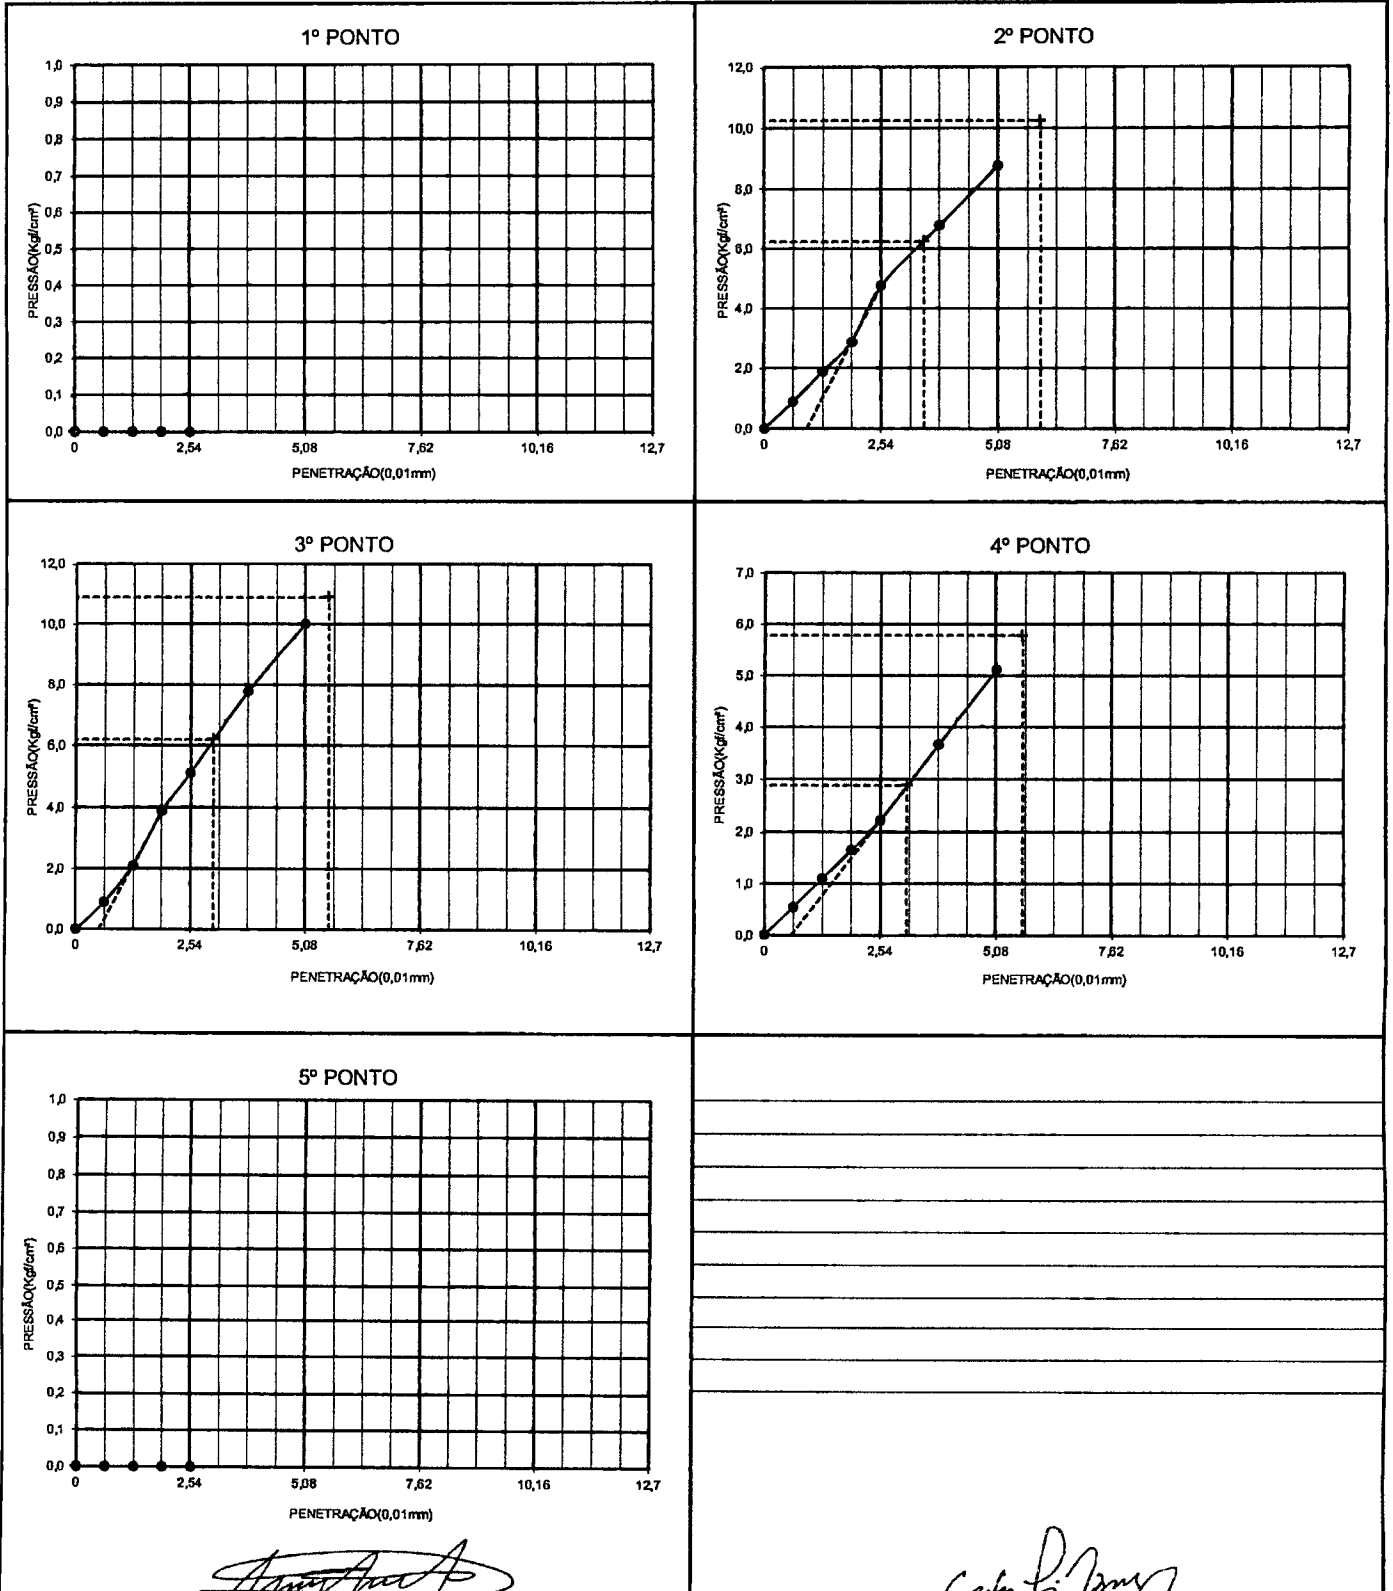 1º PONTO
1,0
0,9
0,8
0,7
0,6
0,5
0,4
0,3
0,2
0,1
0,0
PRESSÃO(Kgf/cm²)
0 2,54 5,08 7,62 10,16 12,7
PENETRAÇÃO(0,01mm)
2º PONTO
12,0
10,0
8,0
6,0
4,0
2,0
0,0
PRESSÃO(Kgf/cm²)
0 2,54 5,08 7,62 10,16 12,7
PENETRAÇÃO(0,01mm)
3º PONTO
12,0
10,0
8,0
6,0
4,0
2,0
0,0
PRESSÃO(Kgf/cm²)
0 2,54 5,08 7,62 10,16 12,7
PENETRAÇÃO(0,01mm)
4º PONTO
7,0
6,0
5,0
4,0
3,0
2,0
1,0
0,0
PRESSÃO(Kgf/cm²)
0 2,54 5,08 7,62 10,16 12,7
PENETRAÇÃO(0,01mm)
5º PONTO
1,0
0,9
0,8
0,7
0,6
0,5
0,4
0,3
0,2
0,1
0,0
PRESSÃO(Kgf/cm²)
0 2,54 5,08 7,62 10,16 12,7
PENETRAÇÃO(0,01mm)